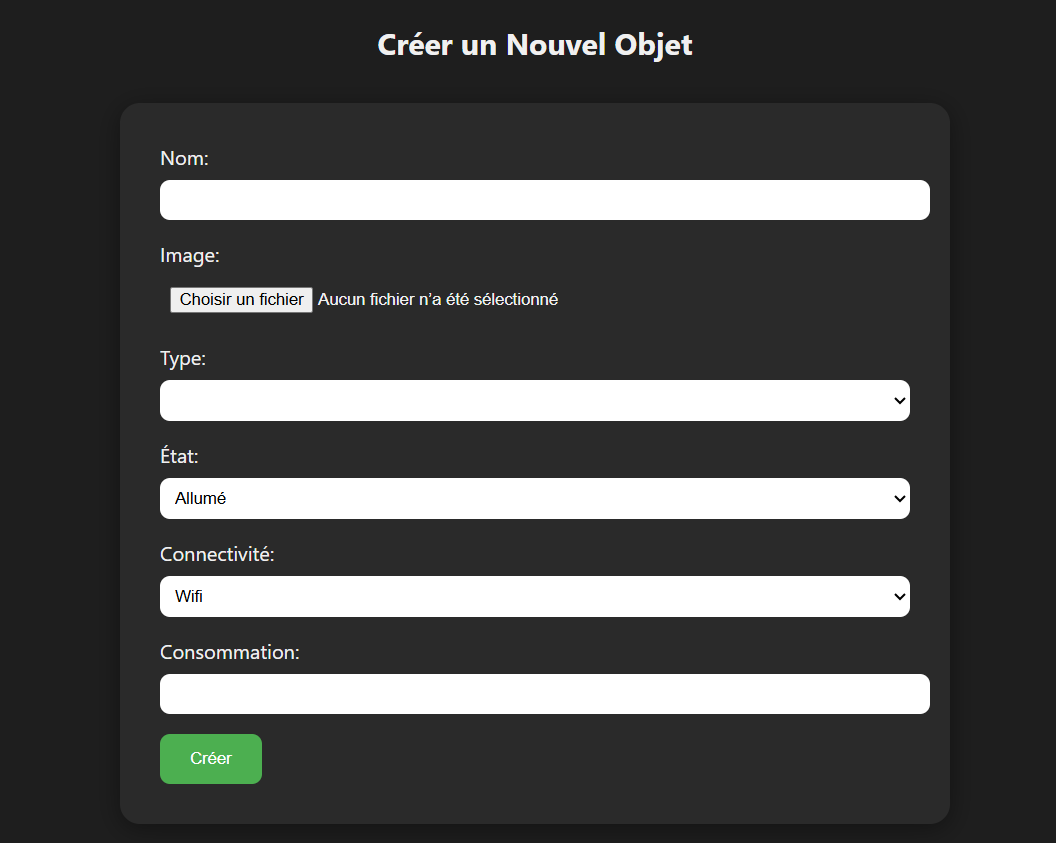 Créer un Nouvel Objet
Nom:
Image:
Choisir un fichier Aucun fichier n’a été sélectionné
Type:
État:
Allumé
Connectivité:
Wifi
Consommation:
Créer